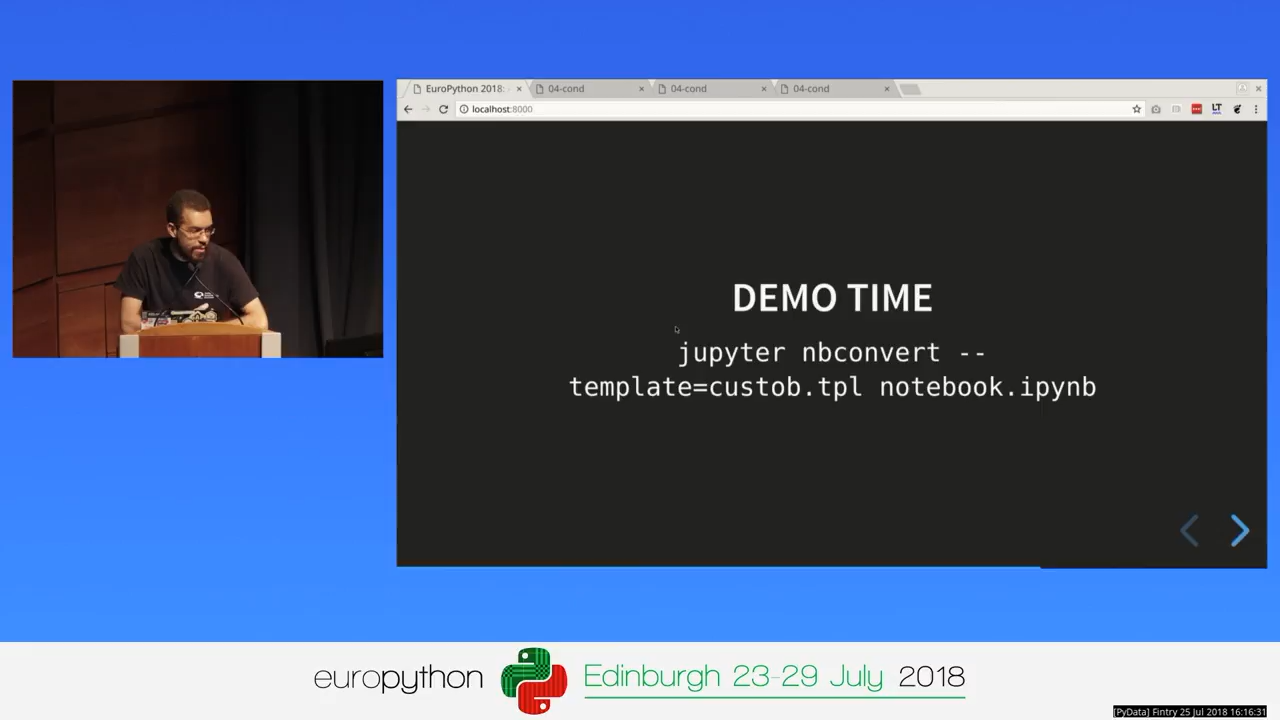 EuroPython 2018:
04-cond
04-cond
04-cond
localhost:8000
LT
DEMO TIME
jupyter nbconvert --
template=custob.tpl notebook.ipynb
europython
Edinburgh 23-29 July 2018
[PyData] Fintry 25 Jul 2018 16:16:31